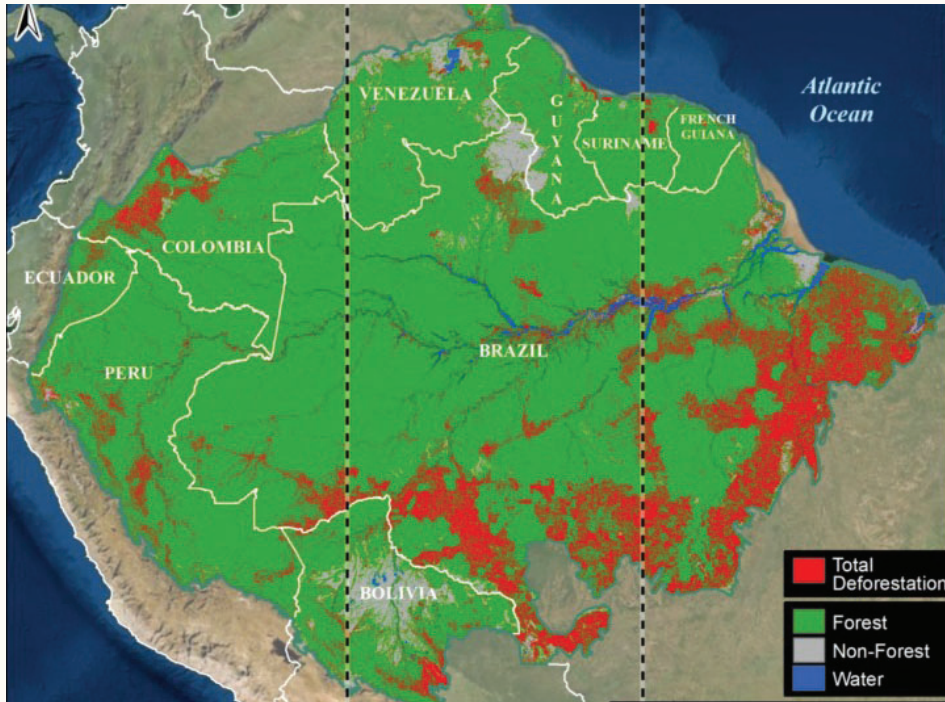 Atlantic
Ocean
VENEZUELA
GUYANA
SURINAME
FRENCH
GUIANA
COLOMBIA
ECUADOR
PERU
BRAZIL
BOLIVIA
Total
Deforestation
Forest
Non-Forest
Water